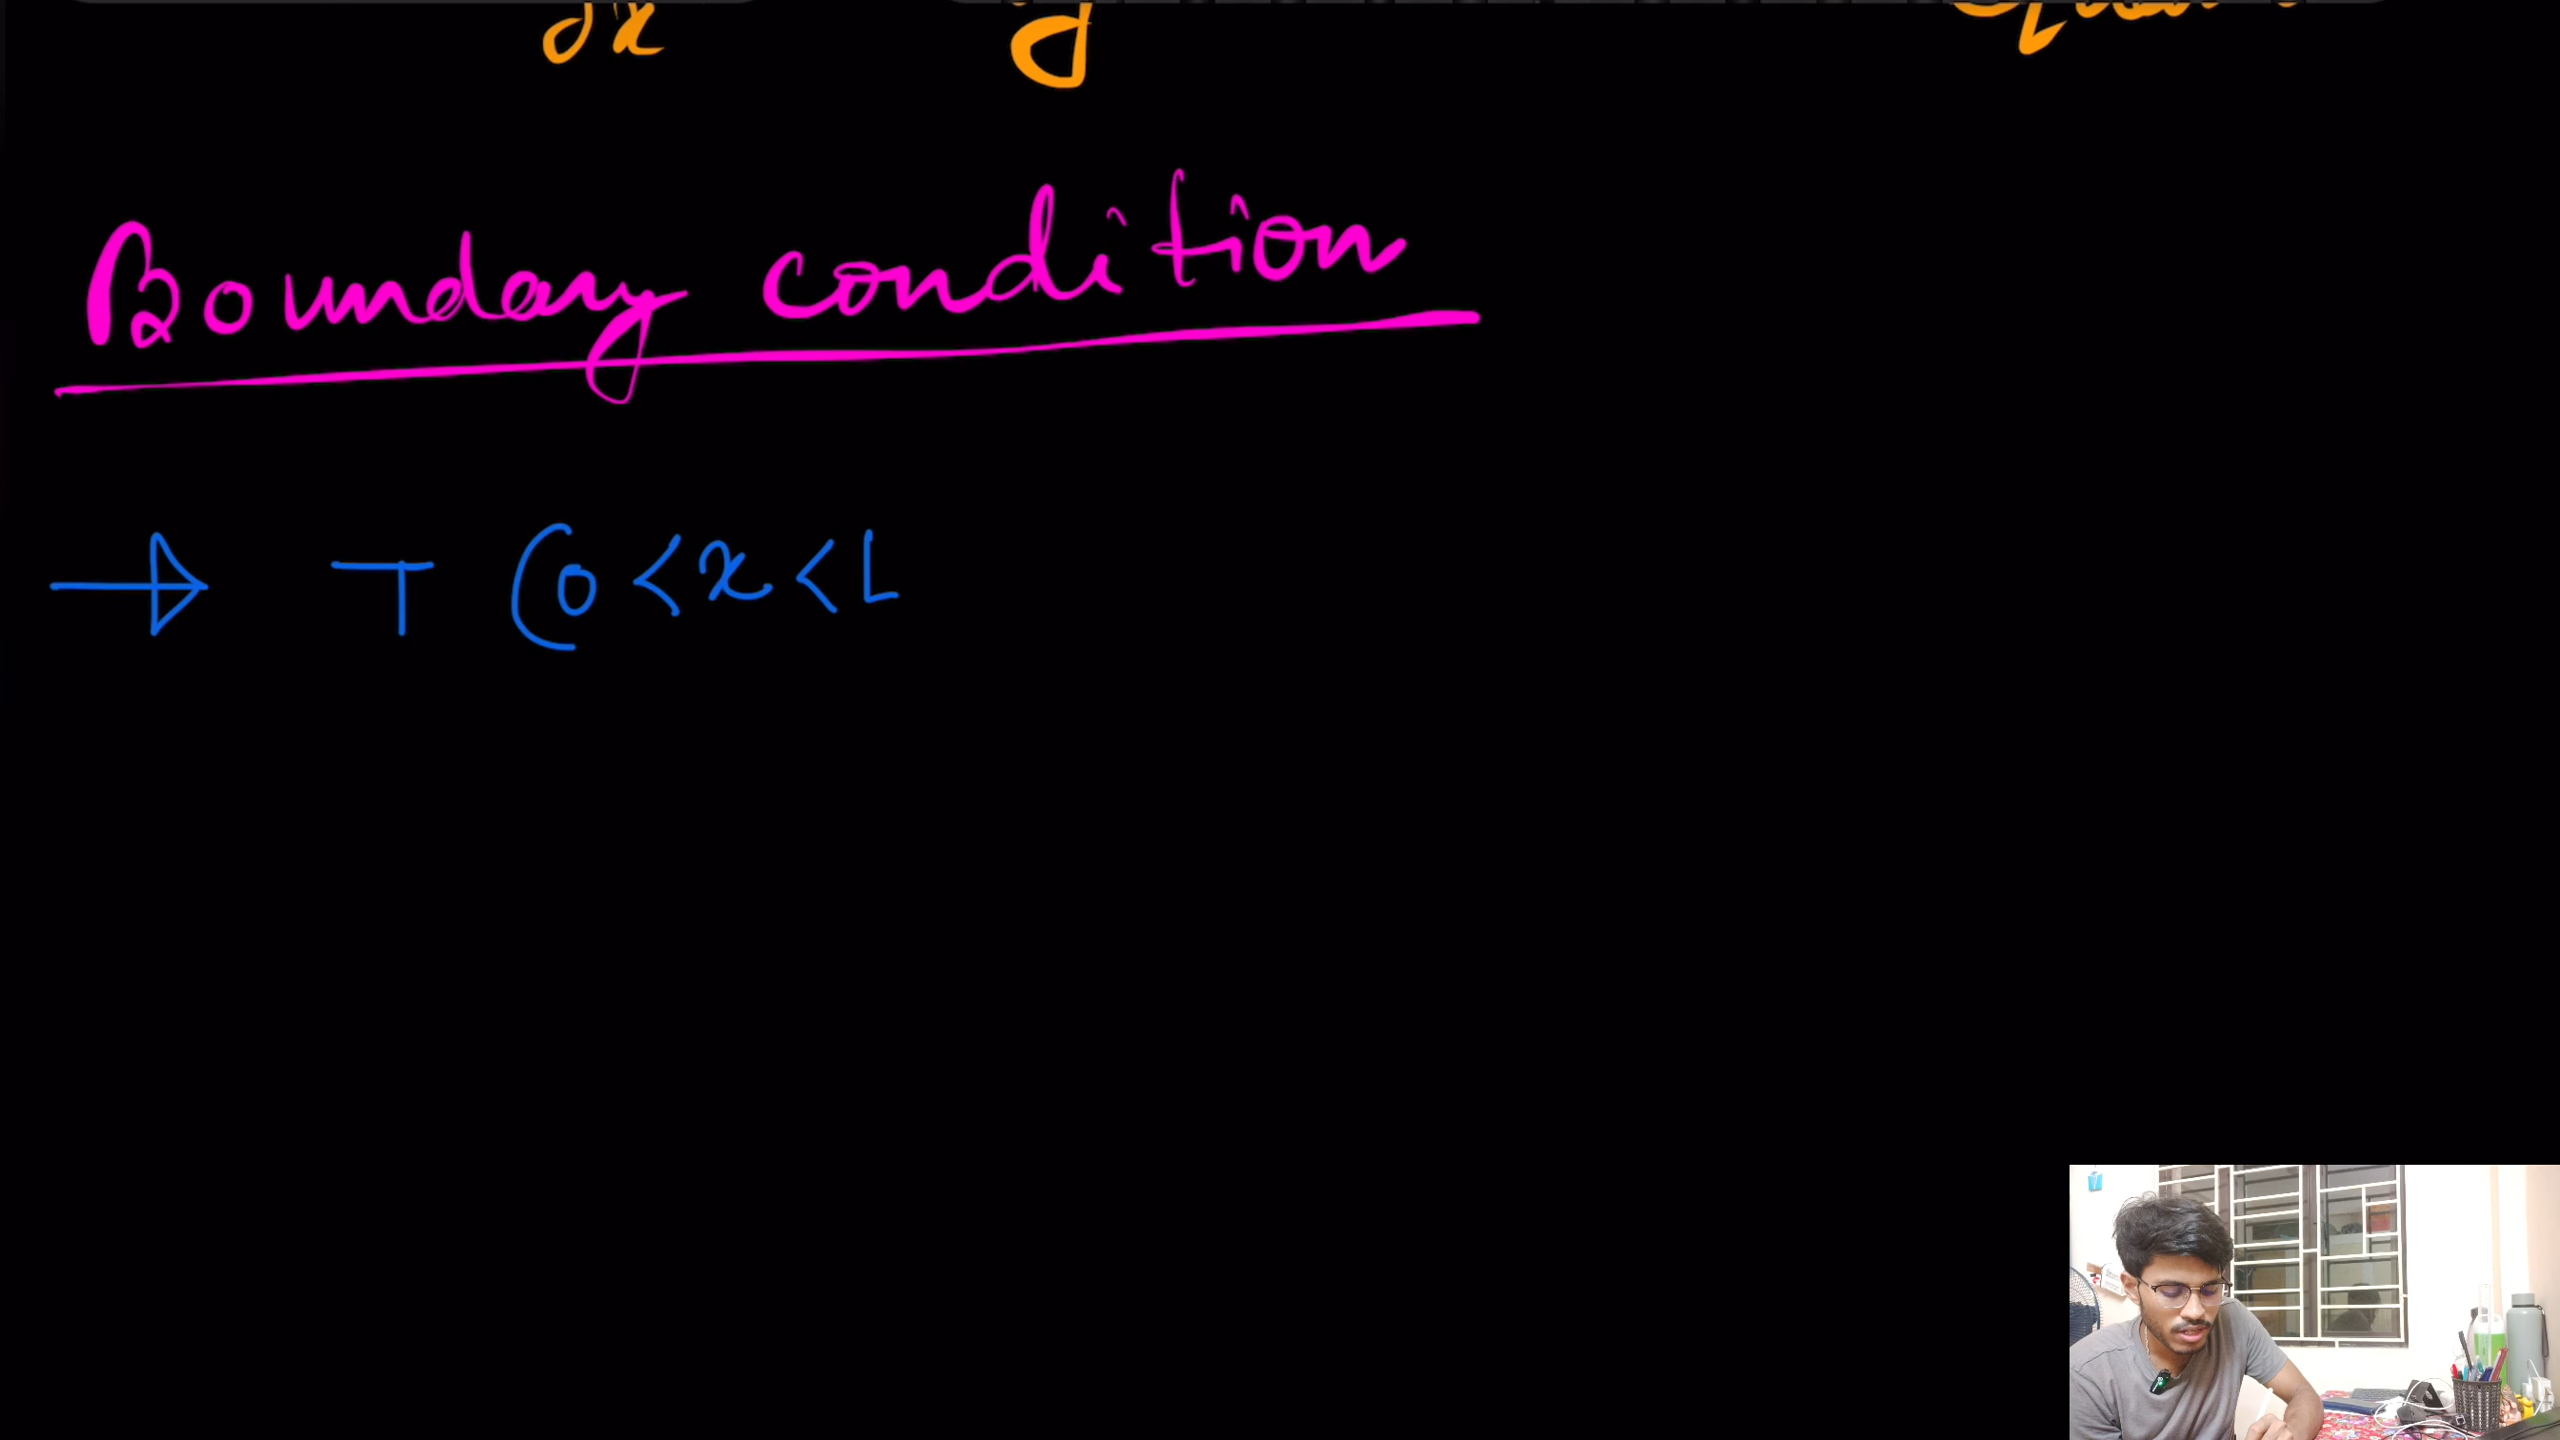 ∂x y
Boundary condition
→ T (0 < x < L